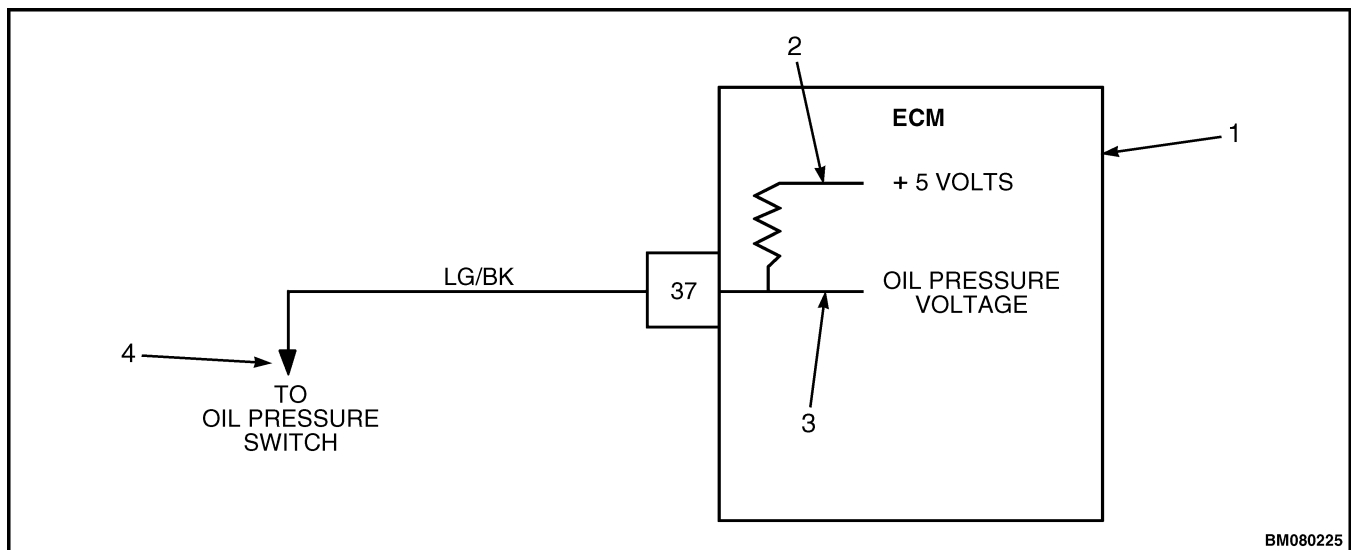 2
ECM
1
+ 5 VOLTS
LG/BK
37
OIL PRESSURE
VOLTAGE
4
TO
OIL PRESSURE
SWITCH
3
BM080225